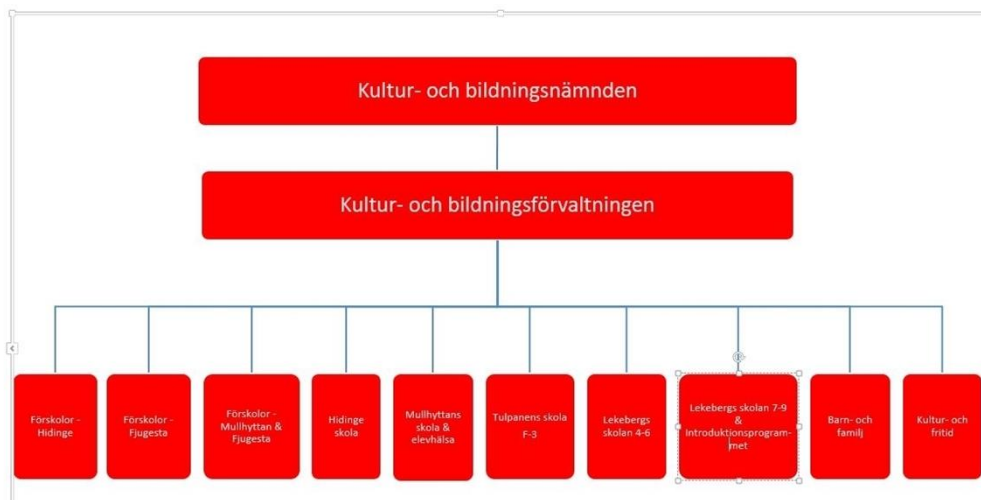 Kultur- och bildningsnämnden
Kultur- och bildningsförvaltningen
Förskolor -
Hidinge
Förskolor -
Fjugesta
Förskolor -
Mullhyttan &
Fjugesta
Hidinge
skola
Mullhyttans
skola &
elevhälsa
Tulpanens skola
F-3
Lekebergs
skolan 4-6
Lekebergs skolan 7-9
&
Introduktionsprogram-
met
Barn- och
familj
Kultur- och
fritid